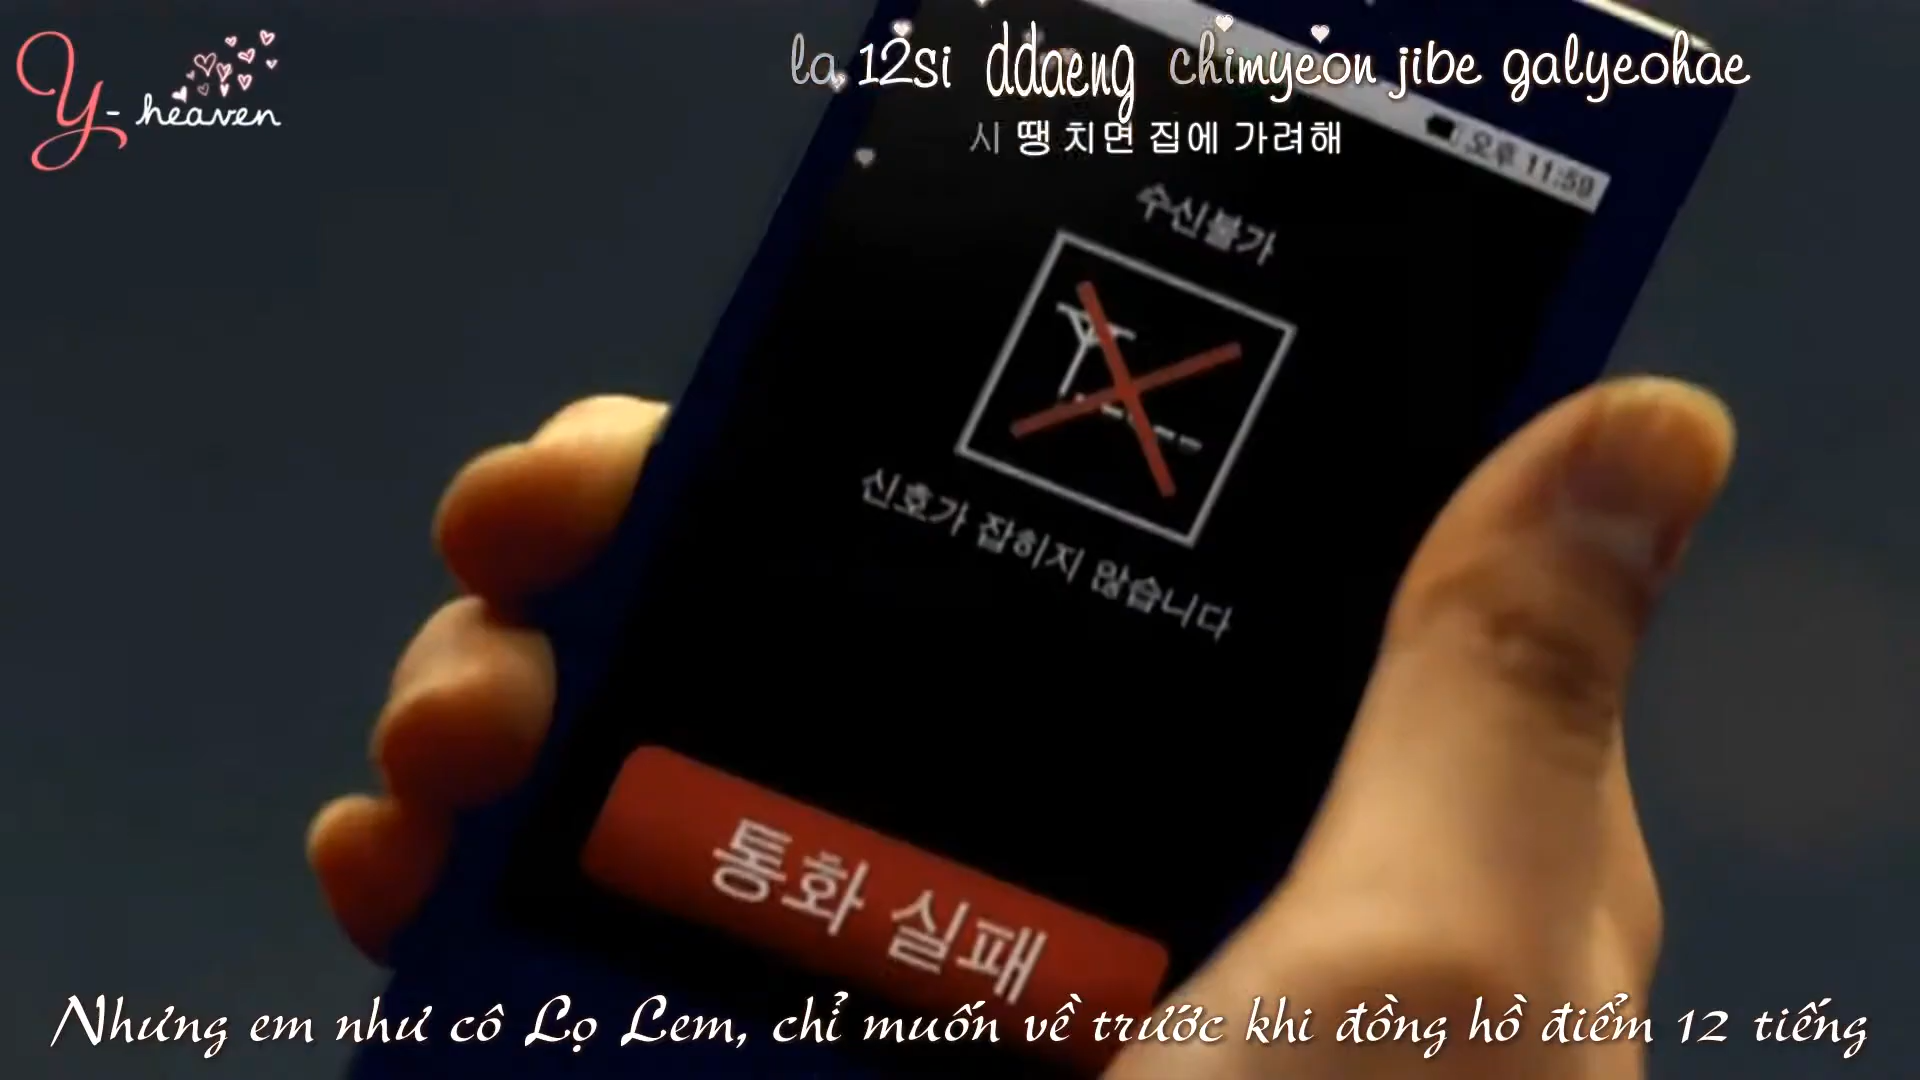 y-heaven
la 12si ddaeng chimyeon jibe galyeohae
시 땡 치면 집에 가려해
오후 11:59
수신불가
신호가 잡히지 않습니다
통화 실패
Nhưng em như cô Lọ Lem, chỉ muốn về trước khi đồng hồ điểm 12 tiếng